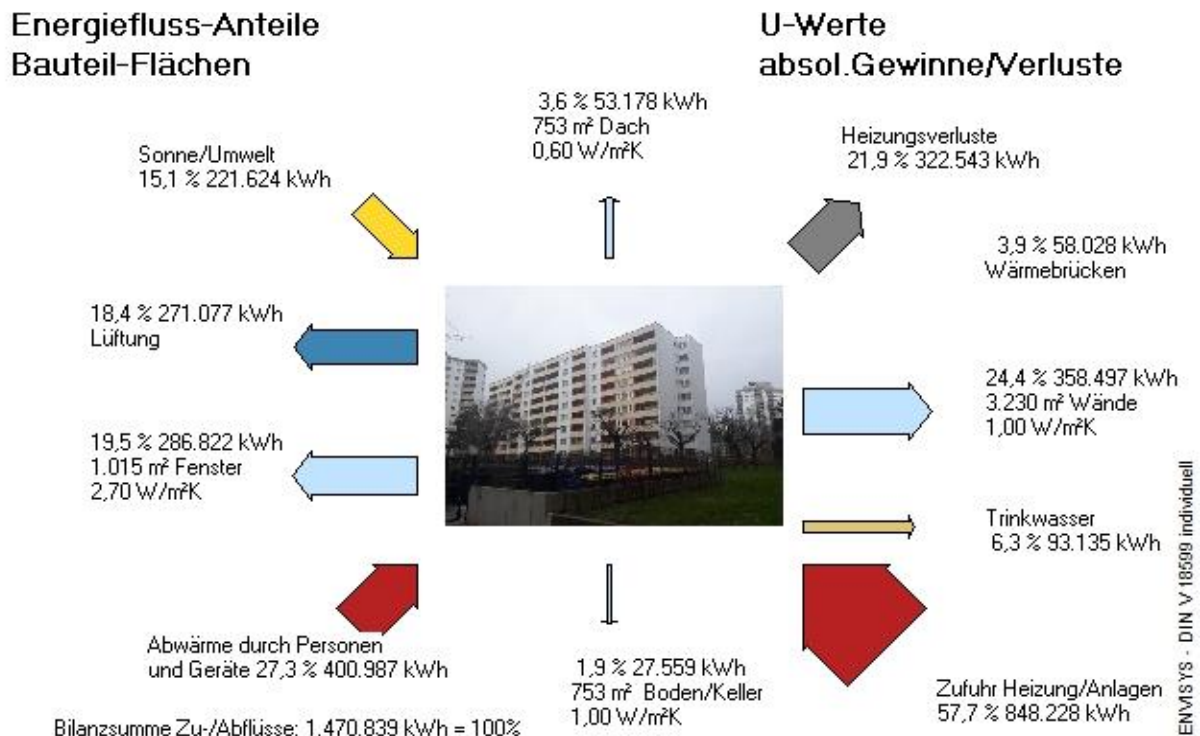 Energiefluss-Anteile
Bauteil-Flächen
U-Werte
absol.Gewinne/Verluste
3,6 % 53.178 kWh
753 m² Dach
0,60 W/m²K
Sonne/Umwelt
15,1 % 221.624 kWh
Heizungsverluste
21,9 % 322.543 kWh
3,9 % 58.028 kWh
Wärmebrücken
18,4 % 271.077 kWh
Lüftung
24,4 % 358.497 kWh
3.230 m² Wände
1,00 W/m²K
19,5 % 286.822 kWh
1.015 m² Fenster
2,70 W/m²K
Trinkwasser
6,3 % 93.135 kWh
Abwärme durch Personen
und Geräte 27,3 % 400.987 kWh
1,9 % 27.559 kWh
753 m² Boden/Keller
1,00 W/m²K
Zufuhr Heizung/Anlagen
57,7 % 848.228 kWh
Bilanzsumme Zu-/Abflüsse: 1.470.839 kWh = 100%
ENVISYS - DIN V 18599 individuell